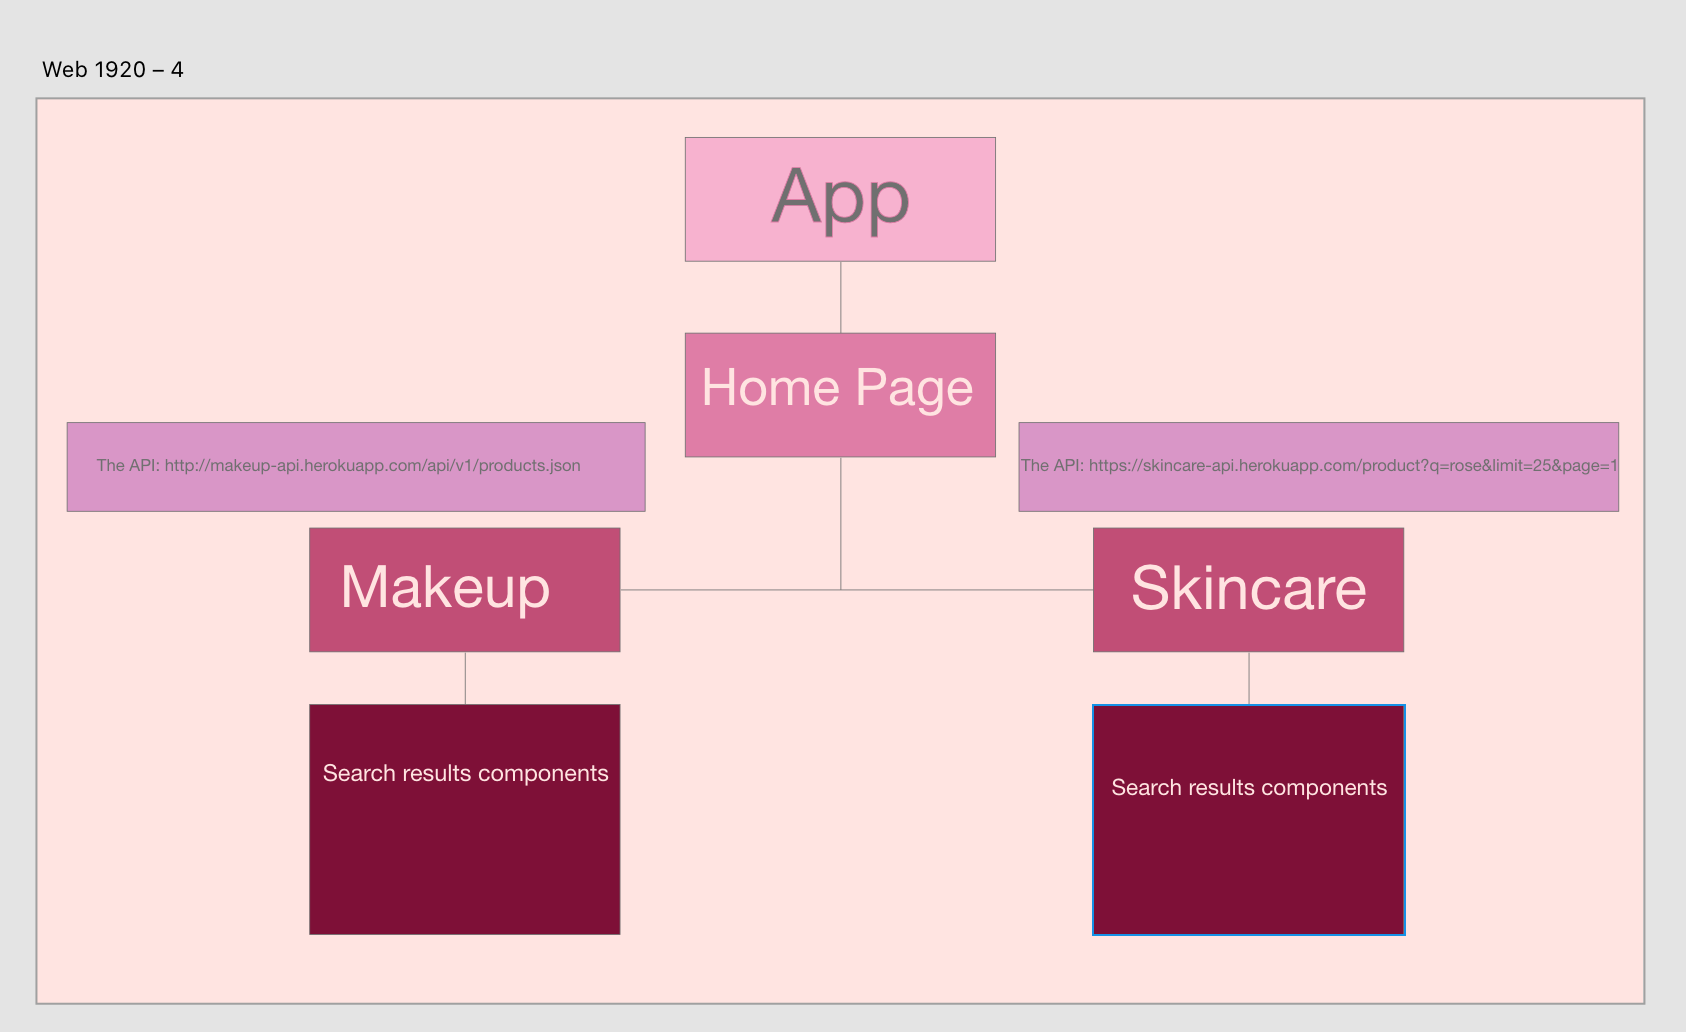 Web 1920 – 4
App
Home Page
The API: http://makeup-api.herokuapp.com/api/v1/products.json
The API: https://skincare-api.herokuapp.com/product?q=rose&limit=25&page=1
Makeup
Skincare
Search results components
Search results components